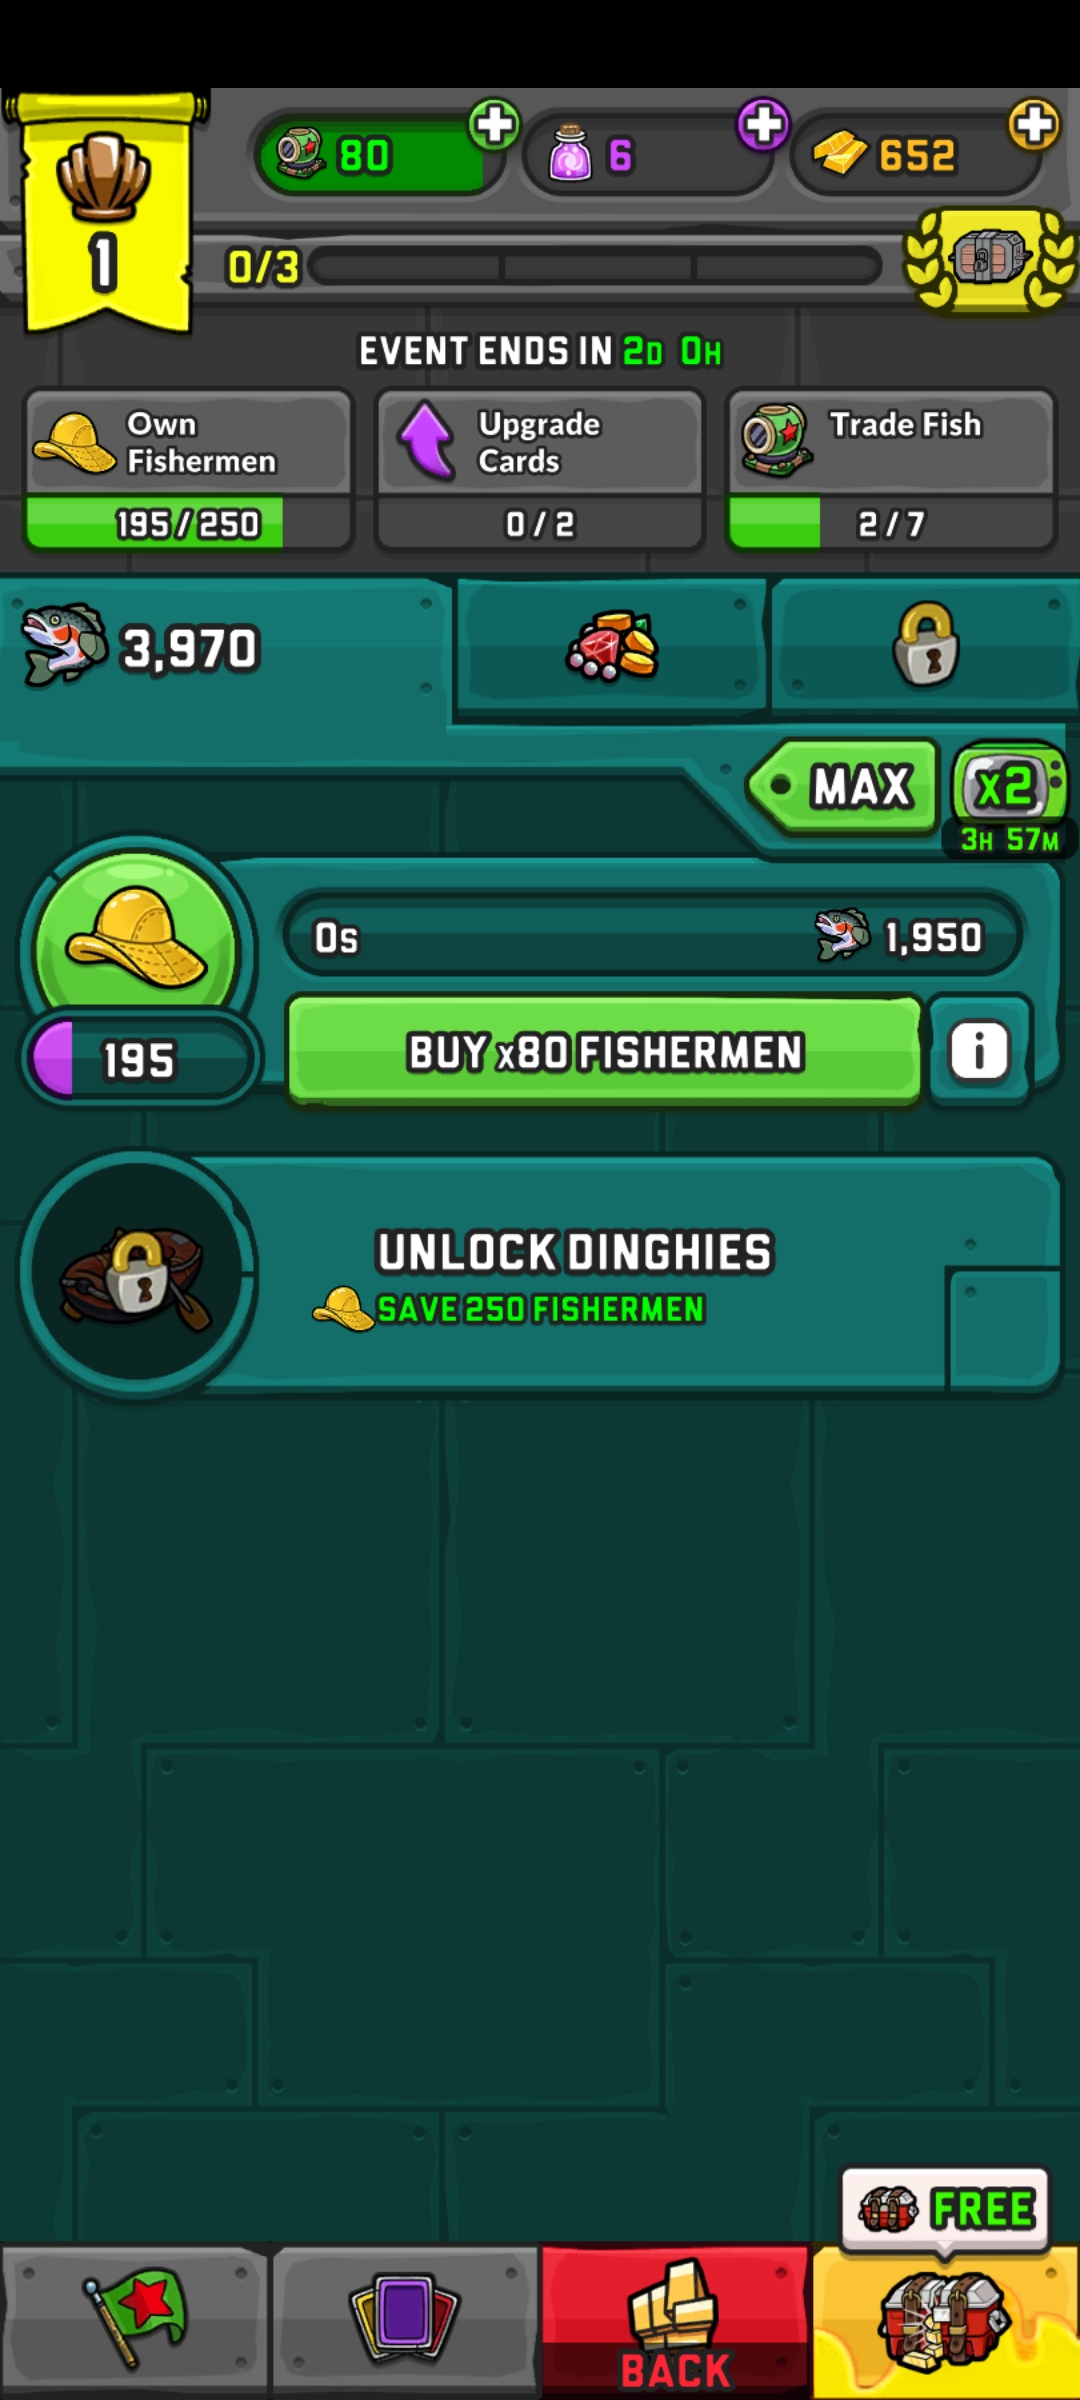 80
6
652
1
0/3
EVENT ENDS IN 2D 0H
Own
Fishermen
195/250
Upgrade
Cards
0/2
Trade Fish
2/7
3,970
MAX
x2
3H 57M
0s
1,950
195
BUY x80 FISHERMEN
i
UNLOCK DINGHIES
SAVE 250 FISHERMEN
FREE
BACK